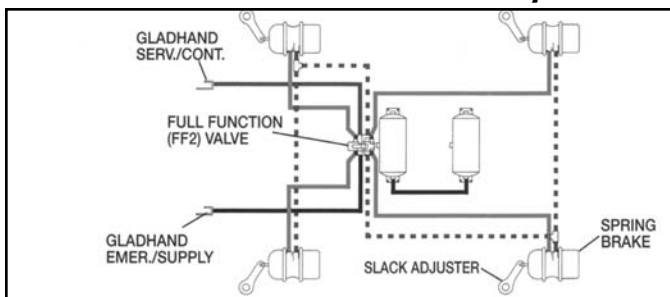 GLADHAND
SERV./CONT.
FULL FUNCTION
(FF2) VALVE
GLADHAND
EMER./SUPPLY
SLACK ADJUSTER
SPRING
BRAKE